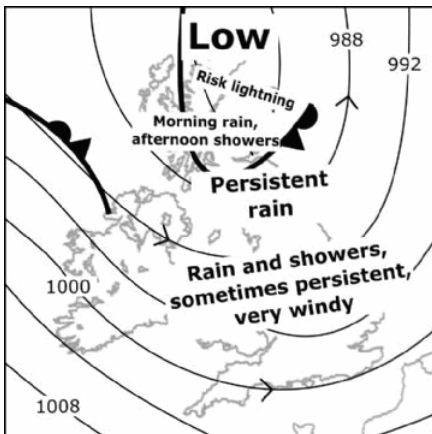 Low
988
992
Risk lightning
Morning rain,
afternoon showers
Persistent
rain
Rain and showers,
sometimes persistent,
very windy
1000
1008